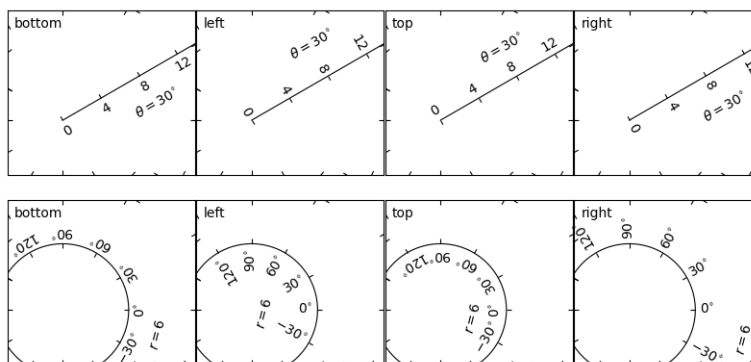 bottom
0
4
8
12
θ = 30°
left
0
4
8
12
θ = 30°
top
0
4
8
12
θ = 30°
right
0
4
8
θ = 30°
bottom
120°
90°
60°
30°
0°
−30°
r = 6
left
120°
90°
60°
30°
0°
−30°
r = 6
top
120°
90°
60°
30°
0°
−30°
r = 6
right
120°
90°
60°
30°
0°
−30°
r = 6